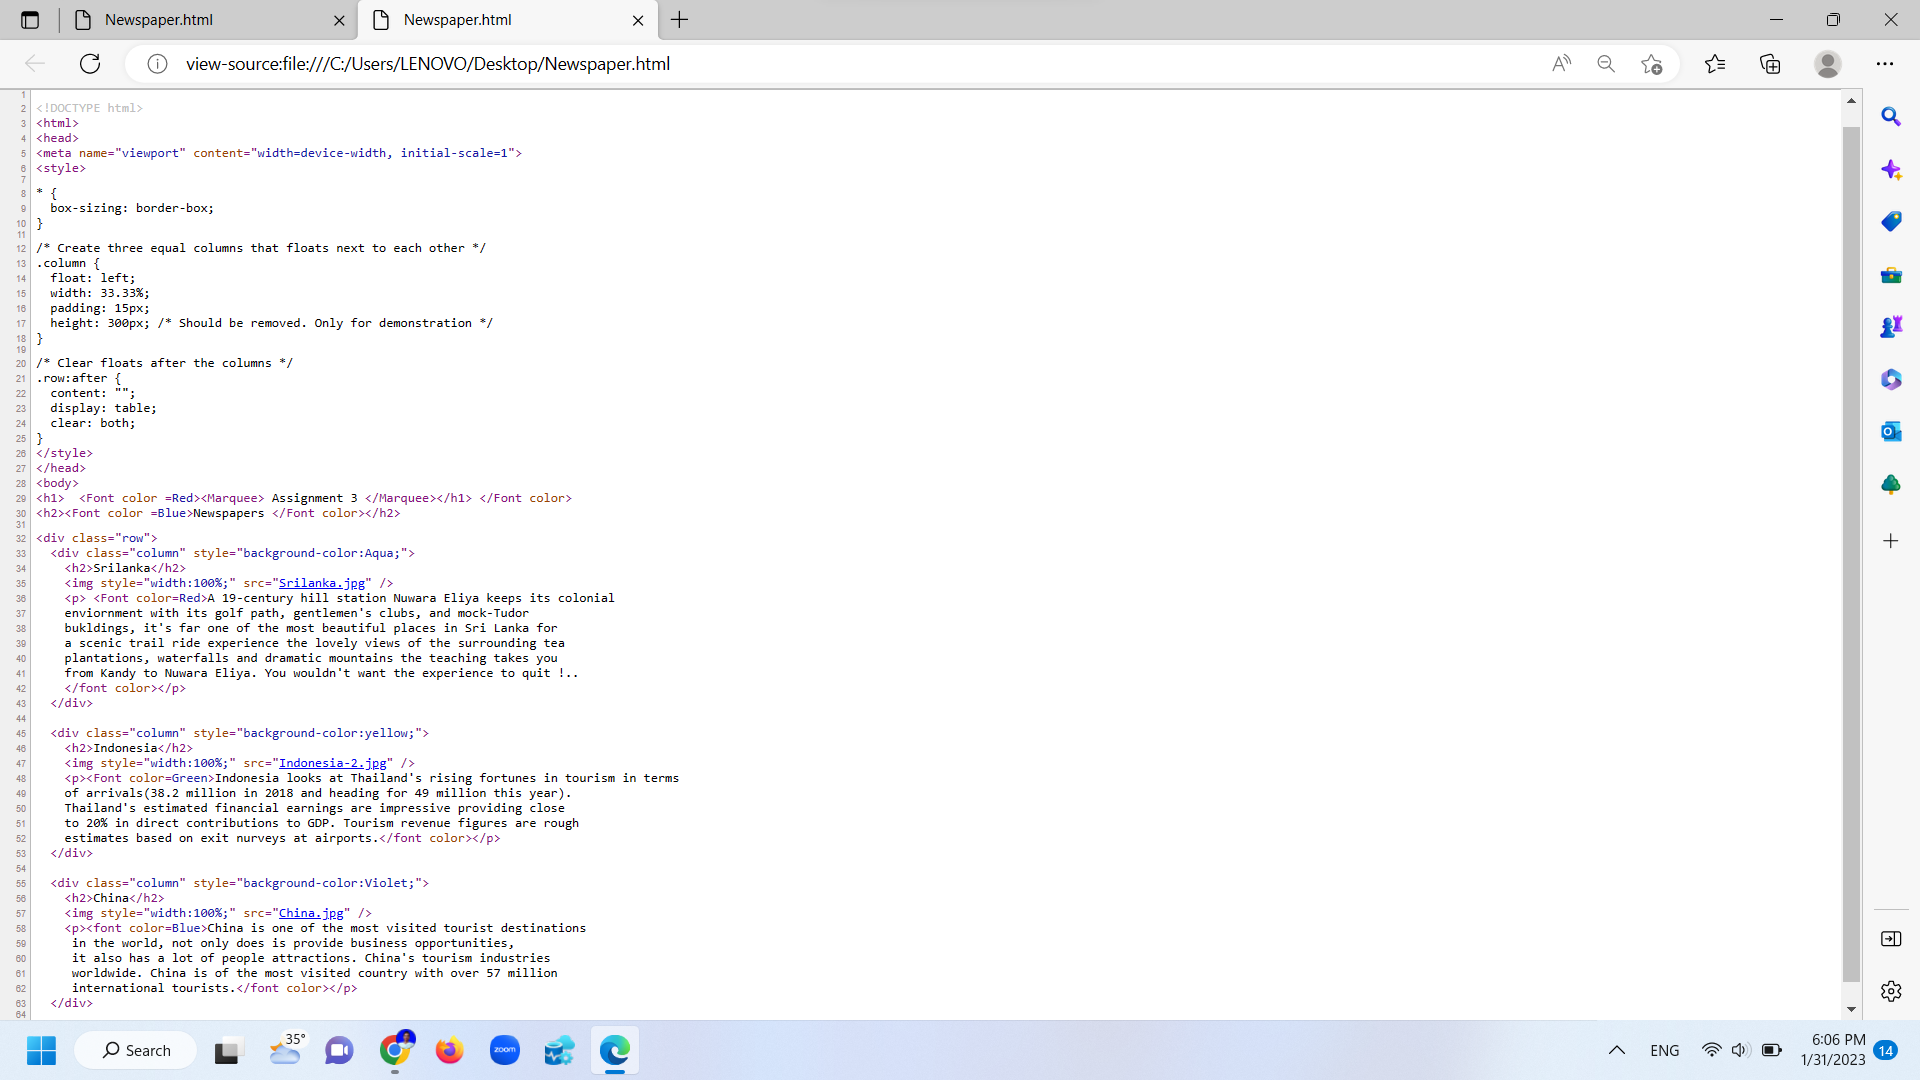 Newspaper.html
Newspaper.html
view-source:file:///C:/Users/LENOVO/Desktop/Newspaper.html
1
2 <!DOCTYPE html>
3 <html>
4 <head>
5 <meta name="viewport" content="width=device-width, initial-scale=1">
6 <style>
7
8 * {
9   box-sizing: border-box;
10 }
11
12 /* Create three equal columns that floats next to each other */
13 .column {
14   float: left;
15   width: 33.33%;
16   padding: 15px;
17   height: 300px; /* Should be removed. Only for demonstration */
18 }
19
20 /* Clear floats after the columns */
21 .row:after {
22   content: "";
23   display: table;
24   clear: both;
25 }
26 </style>
27 </head>
28 <body>
29 <h1>  <Font color =Red><Marquee> Assignment 3 </Marquee></h1> </Font color>
30 <h2><Font color =Blue>Newspapers </Font color></h2>
31
32 <div class="row">
33   <div class="column" style="background-color:Aqua;">
34     <h2>Srilanka</h2>
35     <img style="width:100%;" src="Srilanka.jpg" />
36     <p> <Font color=Red>A 19-century hill station Nuwara Eliya keeps its colonial
37     enviornment with its golf path, gentlemen's clubs, and mock-Tudor
38     bukldings, it's far one of the most beautiful places in Sri Lanka for
39     a scenic trail ride experience the lovely views of the surrounding tea
40     plantations, waterfalls and dramatic mountains the teaching takes you
41     from Kandy to Nuwara Eliya. You wouldn't want the experience to quit !..
42     </font color></p>
43   </div>
44
45   <div class="column" style="background-color:yellow;">
46     <h2>Indonesia</h2>
47     <img style="width:100%;" src="Indonesia-2.jpg" />
48     <p><Font color=Green>Indonesia looks at Thailand's rising fortunes in tourism in terms
49     of arrivals(38.2 million in 2018 and heading for 49 million this year).
50     Thailand's estimated financial earnings are impressive providing close
51     to 20% in direct contributions to GDP. Tourism revenue figures are rough
52     estimates based on exit nurveys at airports.</font color></p>
53   </div>
54
55   <div class="column" style="background-color:Violet;">
56     <h2>China</h2>
57     <img style="width:100%;" src="China.jpg" />
58     <p><font color=Blue>China is one of the most visited tourist destinations
59      in the world, not only does is provide business opportunities,
60      it also has a lot of people attractions. China's tourism industries
61      worldwide. China is of the most visited country with over 57 million
62      international tourists.</font color></p>
63   </div>
64
Search
35°
zoom
ENG
6:06 PM
1/31/2023
14